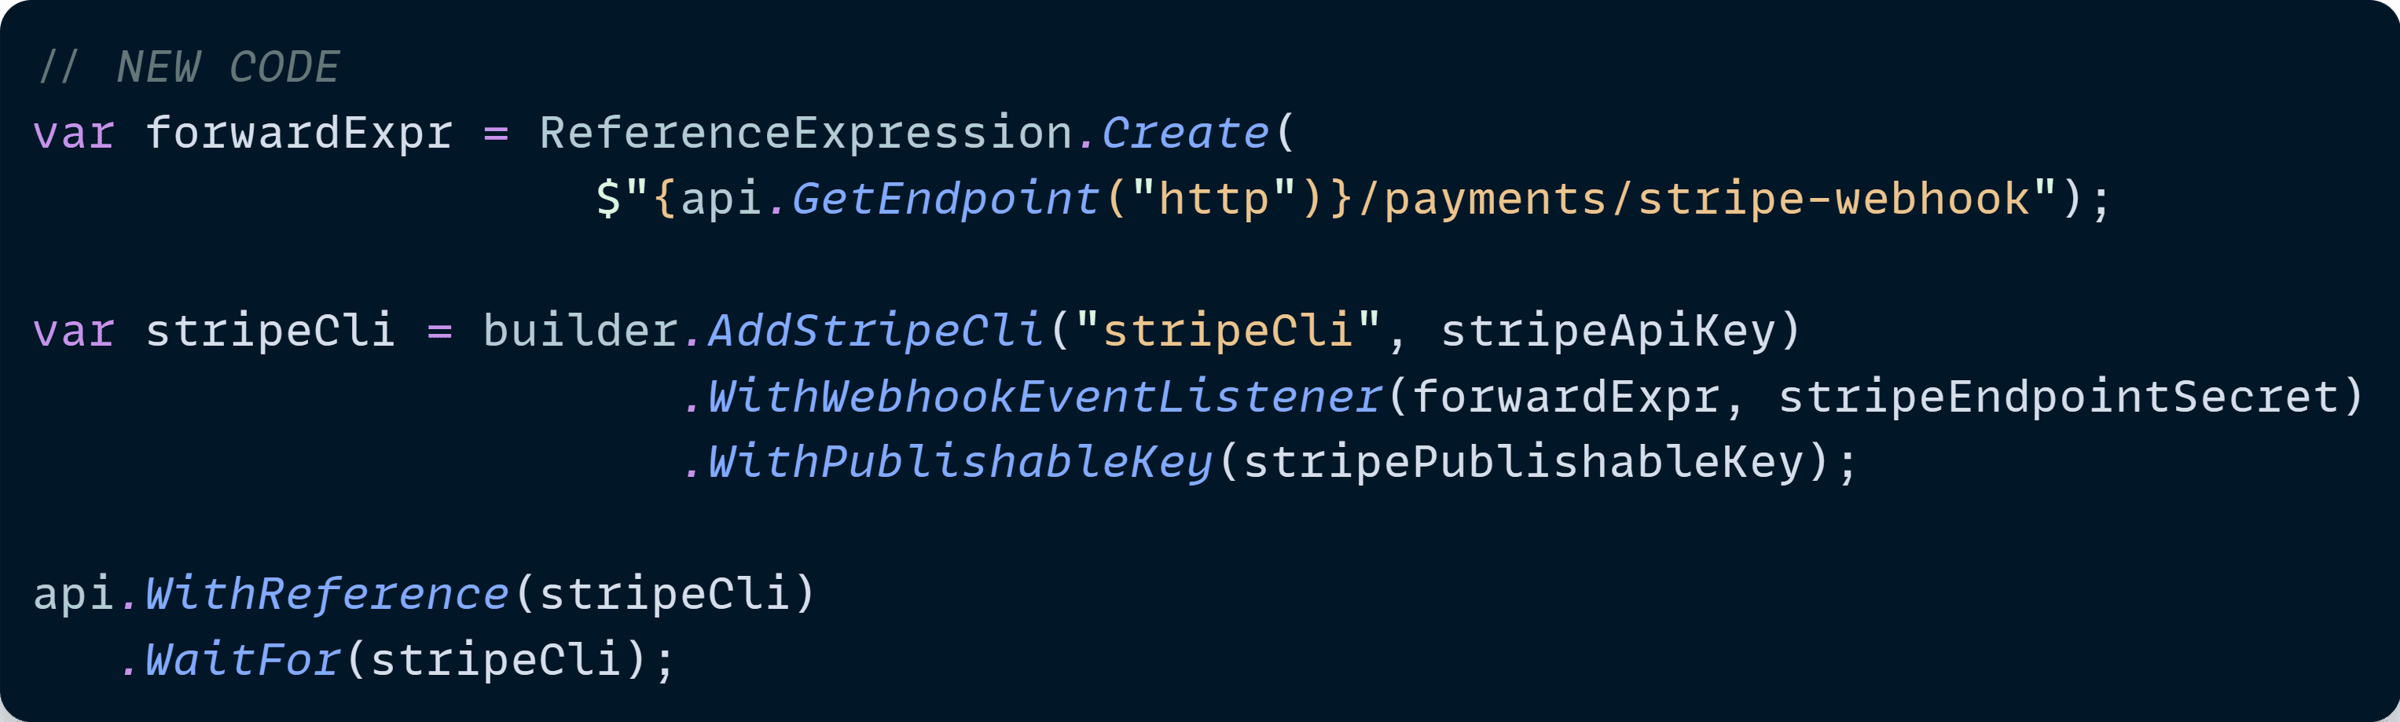 // NEW CODE
var forwardExpr = ReferenceExpression.Create(
$"{api.GetEndpoint("http")}/payments/stripe-webhook");
var stripeCli = builder.AddStripeCli("stripeCli", stripeApiKey)
.WithWebhookEventListener(forwardExpr, stripeEndpointSecret)
.WithPublishableKey(stripePublishableKey);
api.WithReference(stripeCli)
.WaitFor(stripeCli);